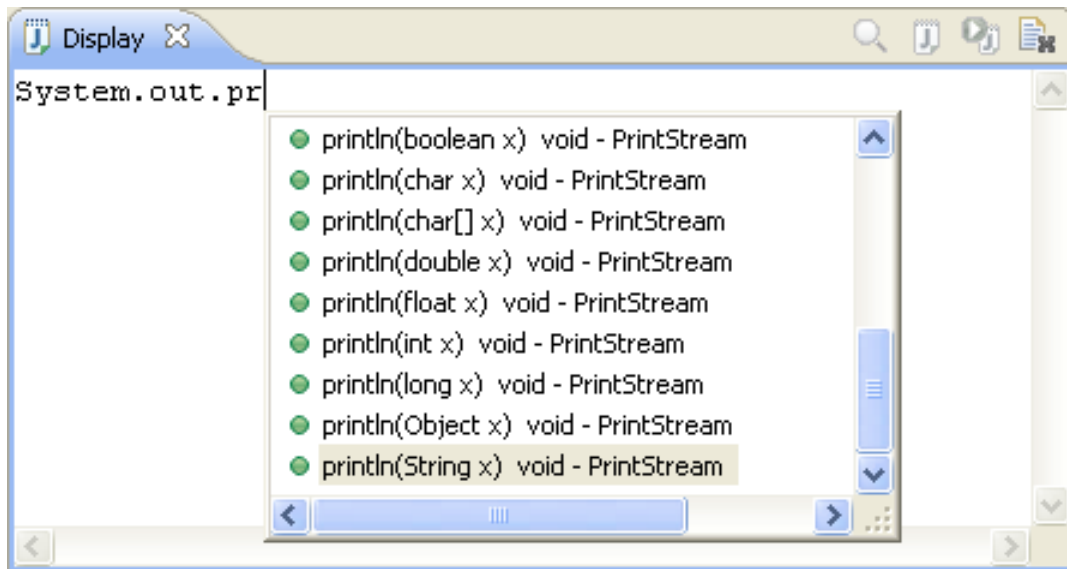 Display
System.out.pr
println(boolean x) void - PrintStream
println(char x) void - PrintStream
println(char[] x) void - PrintStream
println(double x) void - PrintStream
println(float x) void - PrintStream
println(int x) void - PrintStream
println(long x) void - PrintStream
println(Object x) void - PrintStream
println(String x) void - PrintStream